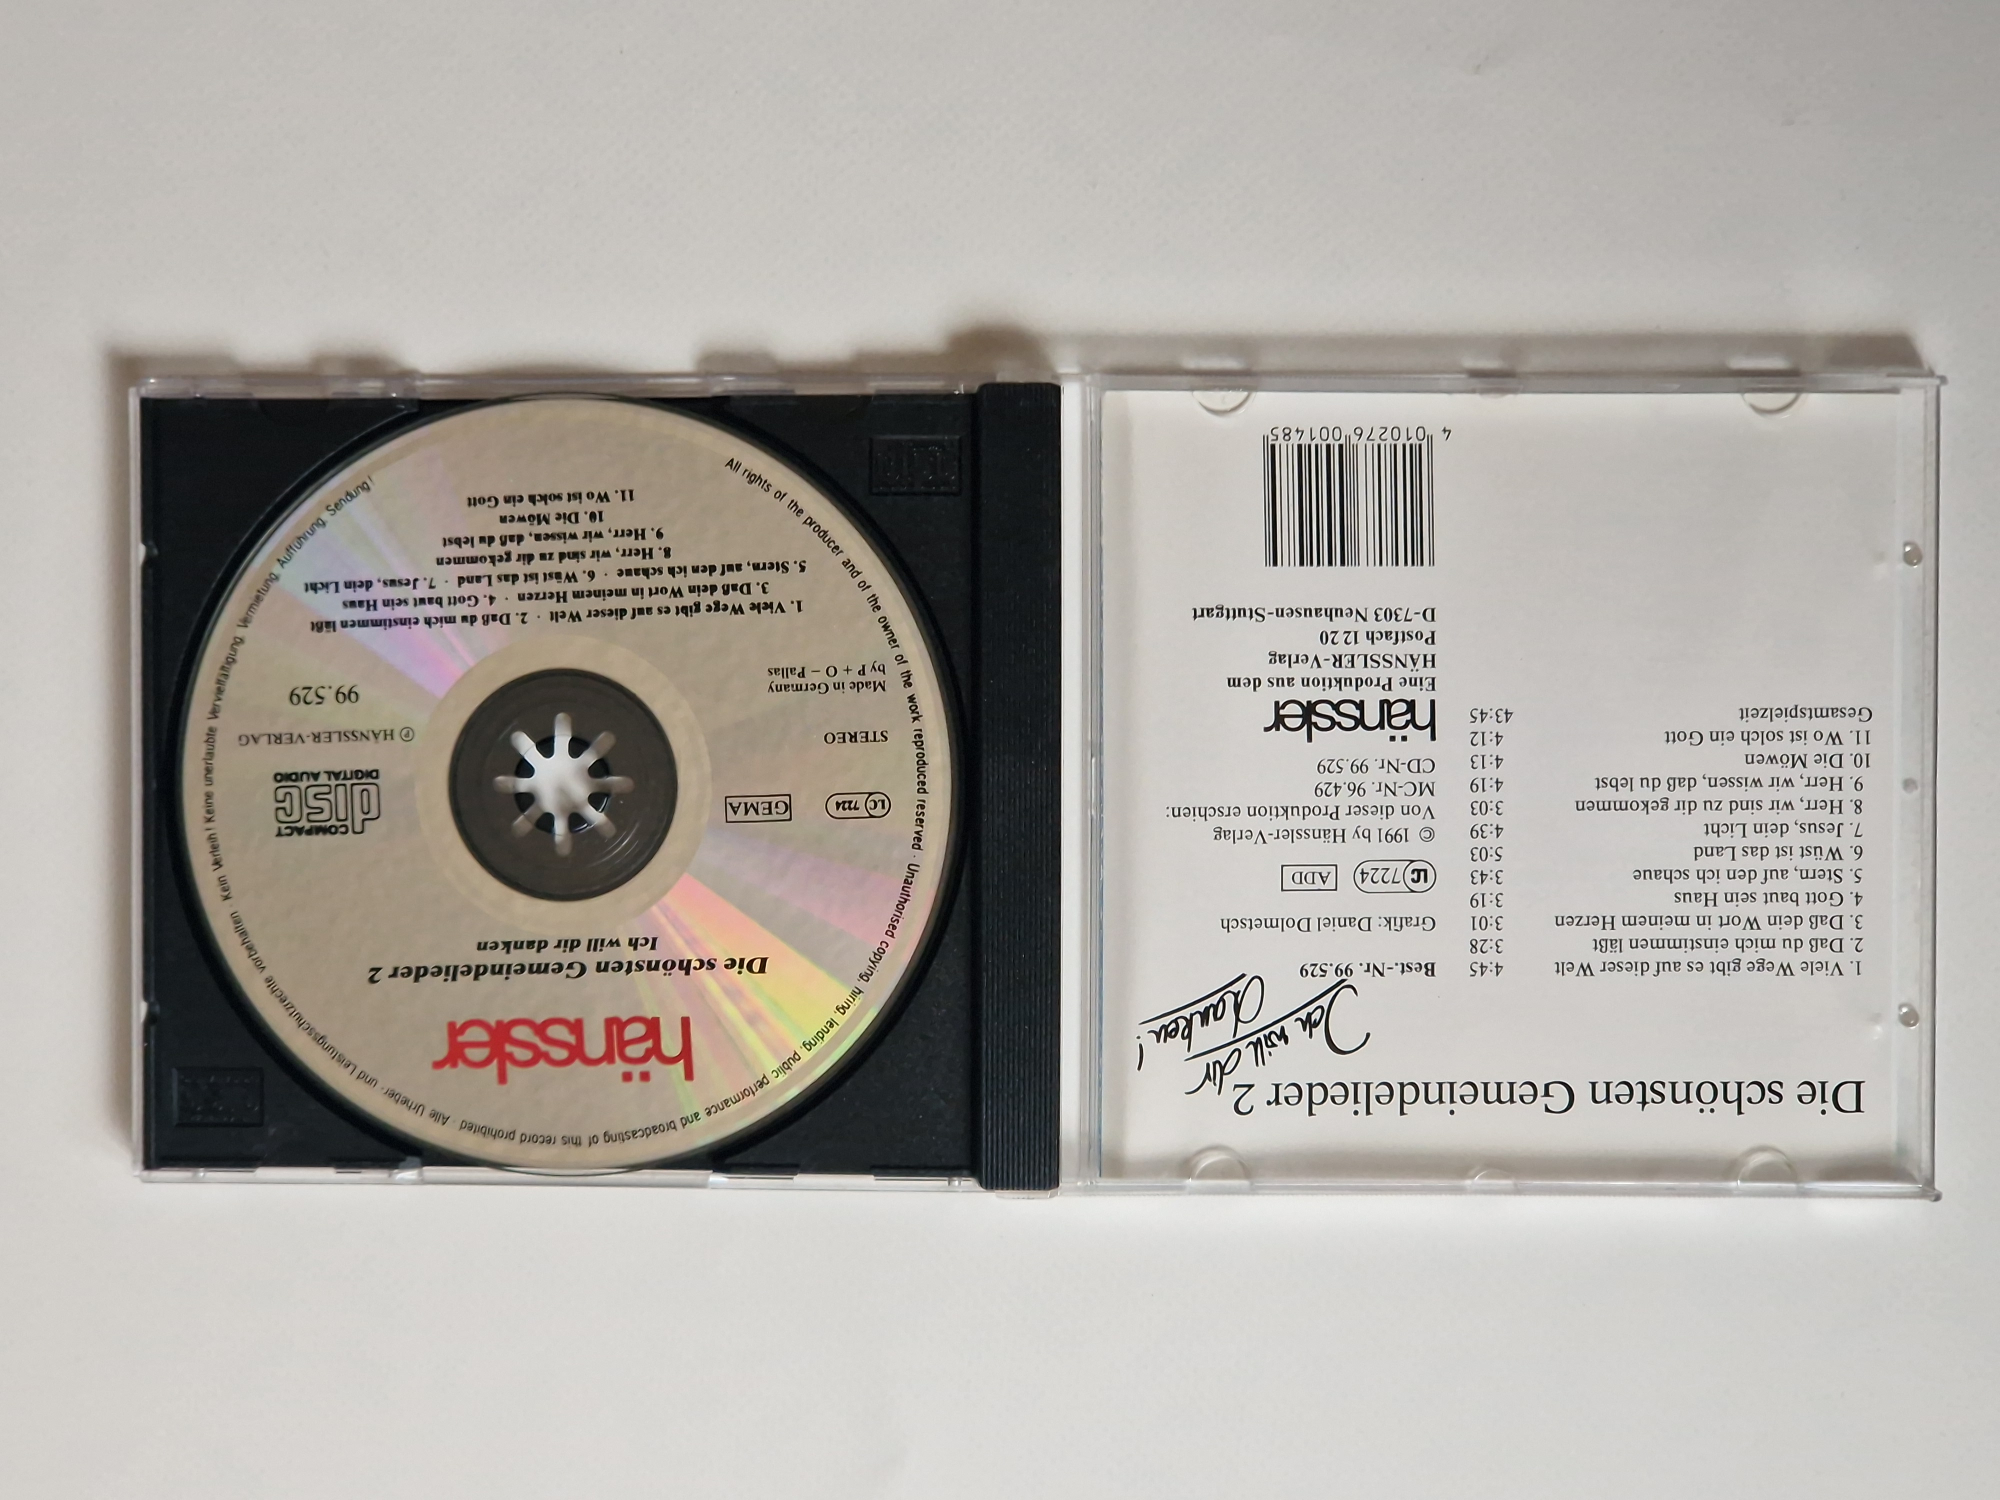 Die schönsten Gemeindelieder 2
Ich will dir
danken!
1. Viele Wege gibt es auf dieser Welt 4:45
2. Daß du mich einstimmen läßt 3:28
3. Daß dein Wort in meinem Herzen 3:01
4. Gott baut sein Haus 3:19
5. Stern, auf den ich schaue 3:43
6. Wüst ist das Land 5:03
7. Jesus, dein Licht 4:39
8. Herr, wir sind zu dir gekommen 3:03
9. Herr, wir wissen, daß du lebst 4:19
10. Die Möwen 4:13
11. Wo ist solch ein Gott 4:12
Gesamtspielzeit 43:45
Best.-Nr. 99.529
Grafik: Daniel Dolmetsch
LC 7224 ADD
© 1991 by Hänssler-Verlag
Von dieser Produktion erschien:
MC-Nr. 96.429
CD-Nr. 99.529
hänssler
Eine Produktion aus dem
HÄNSSLER-Verlag
Postfach 12 20
D-7303 Neuhausen-Stuttgart
4 010276 001485
hänssler
Die schönsten Gemeindelieder 2
Ich will dir danken
LC 7224 GEMA
COMPACT
disc
DIGITAL AUDIO
STEREO
℗ HÄNSSLER-VERLAG
Made in Germany
by P + O – Pallas
99.529
1. Viele Wege gibt es auf dieser Welt · 2. Daß du mich einstimmen läßt
3. Daß dein Wort in meinem Herzen · 4. Gott baut sein Haus
5. Stern, auf den ich schaue · 6. Wüst ist das Land · 7. Jesus, dein Licht
8. Herr, wir sind zu dir gekommen
9. Herr, wir wissen, daß du lebst
10. Die Möwen
11. Wo ist solch ein Gott
All rights of the producer and of the owner of the work reproduced reserved · Unauthorised copying, hiring, lending, public performance and broadcasting of this record prohibited · Alle Urheber- und Leistungsschutzrechte vorbehalten · Kein Verleih! Keine unerlaubte Vervielfältigung, Vermietung, Aufführung, Sendung!